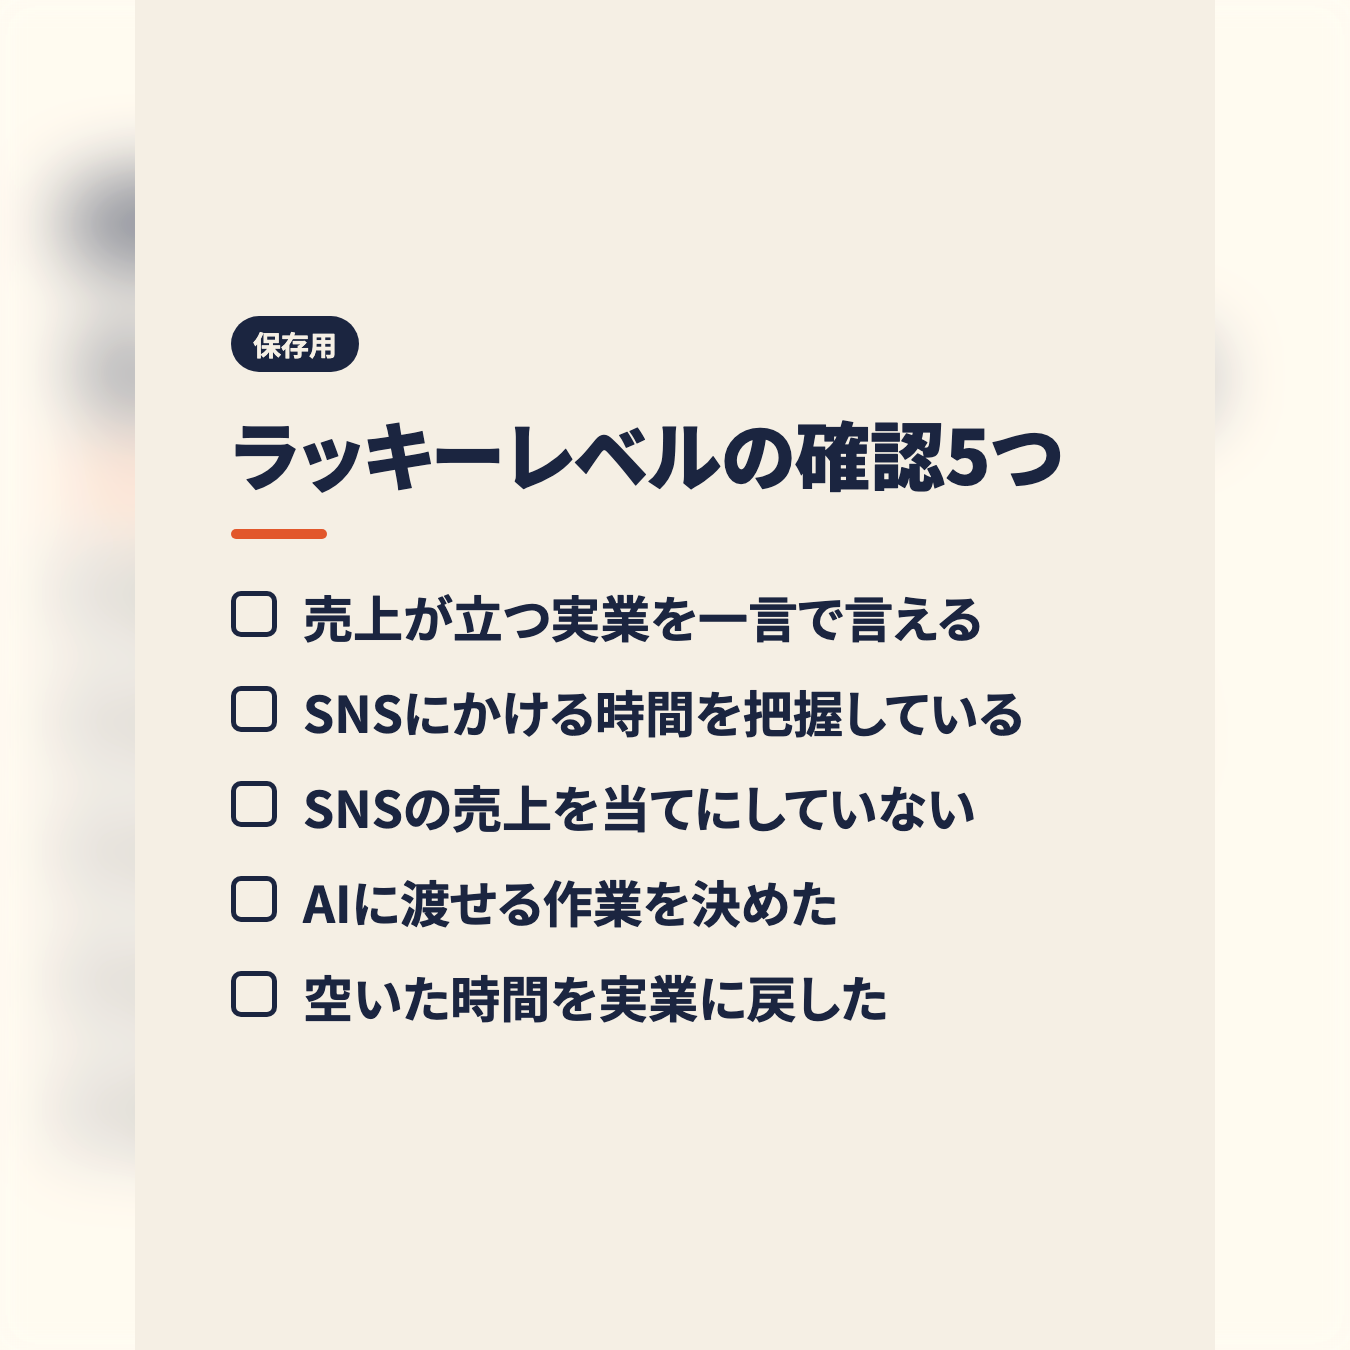 保存用
ラッキーレベルの確認5つ
売上が立つ実業を一言で言える
SNSにかける時間を把握している
SNSの売上を当てにしていない
AIに渡せる作業を決めた
空いた時間を実業に戻した